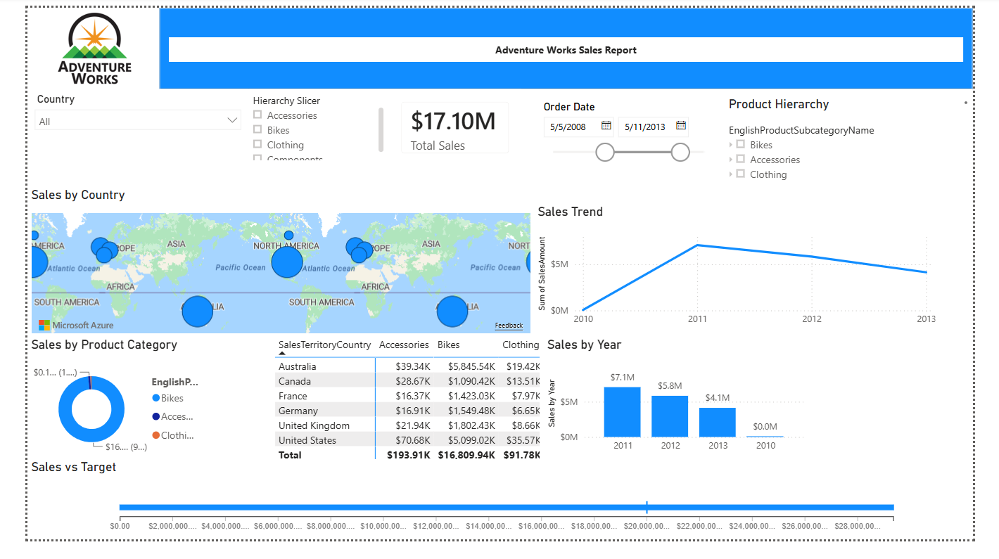 ADVENTURE
WORKS
Adventure Works Sales Report
Country
All
Hierarchy Slicer
Accessories
Bikes
Clothing
Components
$17.10M
Total Sales
Order Date
5/5/2008 5/11/2013
Product Hierarchy
EnglishProductSubcategoryName
Bikes
Accessories
Clothing
Sales by Country
MERICA
OPE
ASIA
NORTH AMERICA
OPE
ASIA
NORT
Atlantic Ocean
Pacific Ocean
Atlantic Ocean
Pacific Ocean
AFRICA
AFRICA
SOUTH AMERICA
LIA
SOUTH AMERICA
LIA
Microsoft Azure
Feedback
Sales Trend
Sum of SalesAmount
$5M
$0M
2010 2011 2012 2013
Sales by Product Category
$0.1... (1....)
$16.... (9...)
EnglishP...
Bikes
Acces...
Clothi...
SalesTerritoryCountry Accessories Bikes Clothing
Australia $39.34K $5,845.54K $19.42K
Canada $28.67K $1,090.42K $13.51K
France $16.37K $1,423.03K $7.97K
Germany $16.91K $1,549.48K $6.65K
United Kingdom $21.94K $1,802.43K $8.66K
United States $70.68K $5,099.02K $35.57K
Total $193.91K $16,809.94K $91.78K
Sales by Year
Sales by Year
$5M
$0M
$7.1M
$5.8M
$4.1M
$0.0M
2011 2012 2013 2010
Sales vs Target
$0.00 $2,000,000.... $4,000,000.... $6,000,000.... $8,000,000.... $10,000,00... $12,000,00... $14,000,00... $16,000,00... $18,000,00... $20,000,00... $22,000,00... $24,000,00... $26,000,00... $28,000,00...